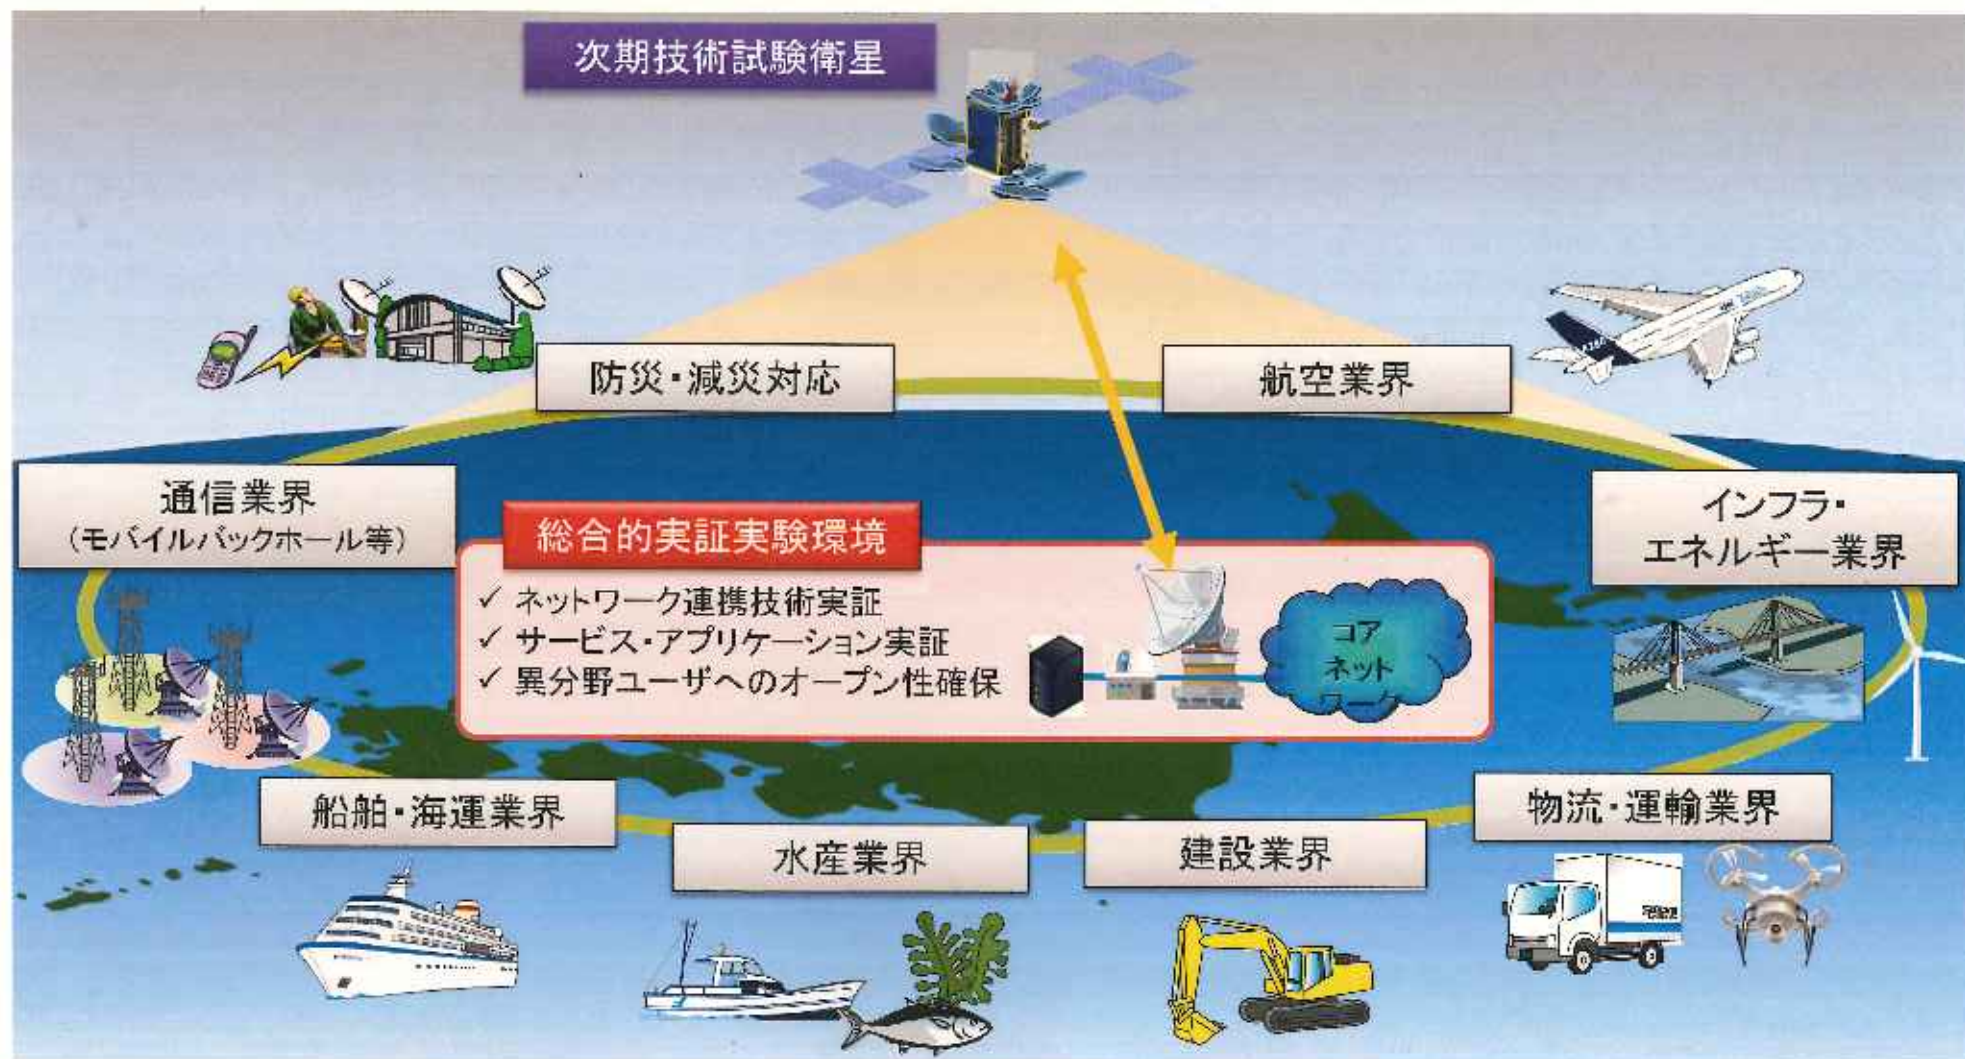 次期技術試験衛星
防災・減災対応
航空業界
通信業界
(モバイルバックホール等)
インフラ・
エネルギー業界
総合的実証実験環境
✓ ネットワーク連携技術実証
✓ サービス・アプリケーション実証
✓ 異分野ユーザへのオープン性確保
コア
ネット
ワーク
船舶・海運業界
水産業界
建設業界
物流・運輸業界
A380